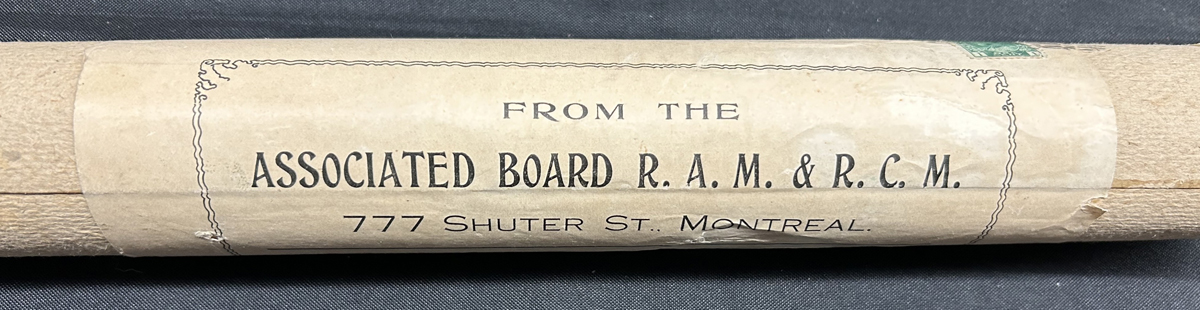 FROM THE
ASSOCIATED BOARD R. A. M. & R. C. M.
777 SHUTER ST.. MONTREAL.